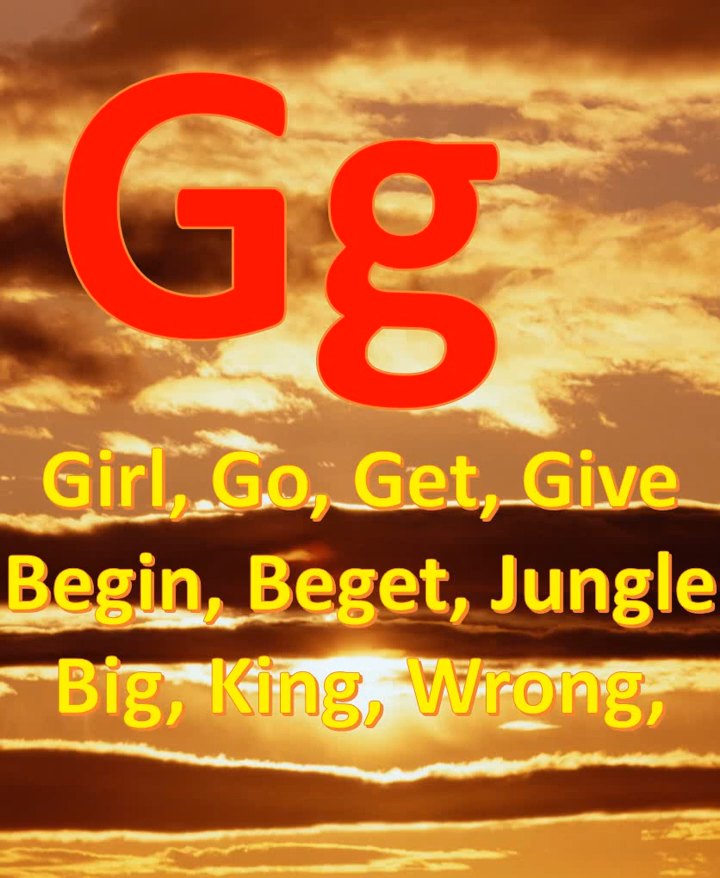 Gg
Girl, Go, Get, Give
Begin, Beget, Jungle
Big, King, Wrong,